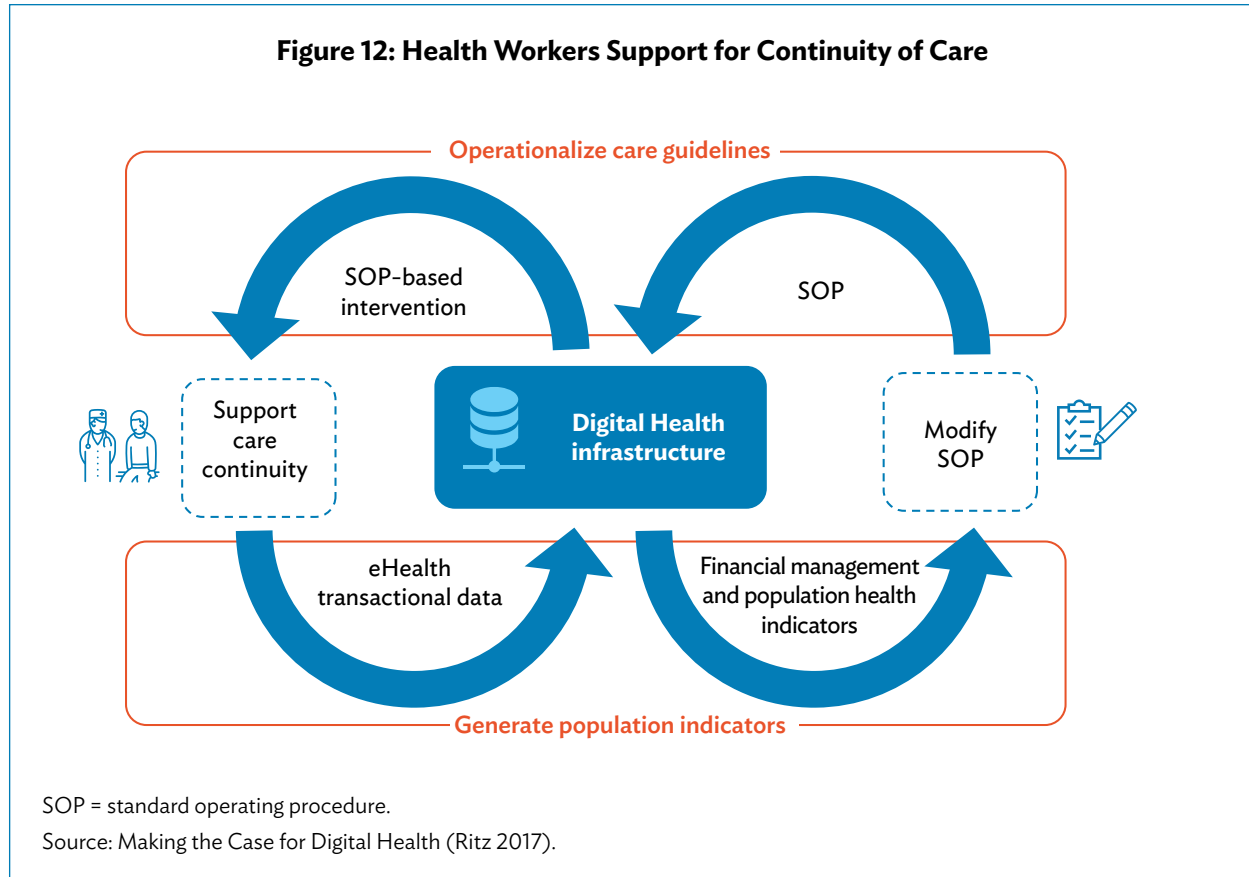 Figure 12: Health Workers Support for Continuity of Care
Operationalize care guidelines
SOP-based
intervention
SOP
Support
care
continuity
Digital Health
infrastructure
Modify
SOP
eHealth
transactional data
Financial management
and population health
indicators
Generate population indicators
SOP = standard operating procedure.
Source: Making the Case for Digital Health (Ritz 2017).